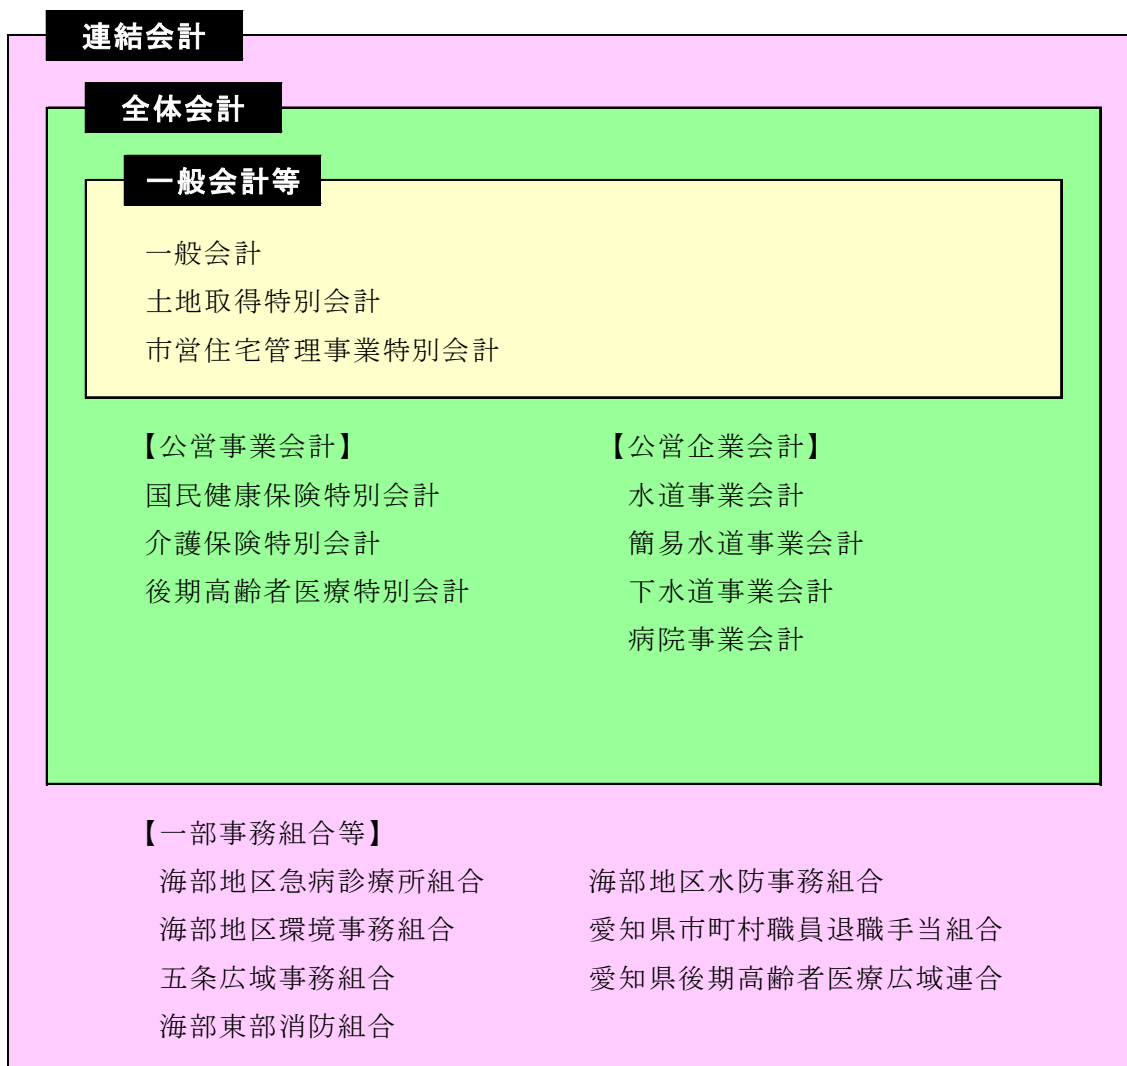 連結会計
全体会計
一般会計等
一般会計
土地取得特別会計
市営住宅管理事業特別会計
【公営事業会計】
国民健康保険特別会計
介護保険特別会計
後期高齢者医療特別会計
【公営企業会計】
水道事業会計
簡易水道事業会計
下水道事業会計
病院事業会計
【一部事務組合等】
海部地区急病診療所組合
海部地区環境事務組合
五条広域事務組合
海部東部消防組合
海部地区水防事務組合
愛知県市町村職員退職手当組合
愛知県後期高齢者医療広域連合